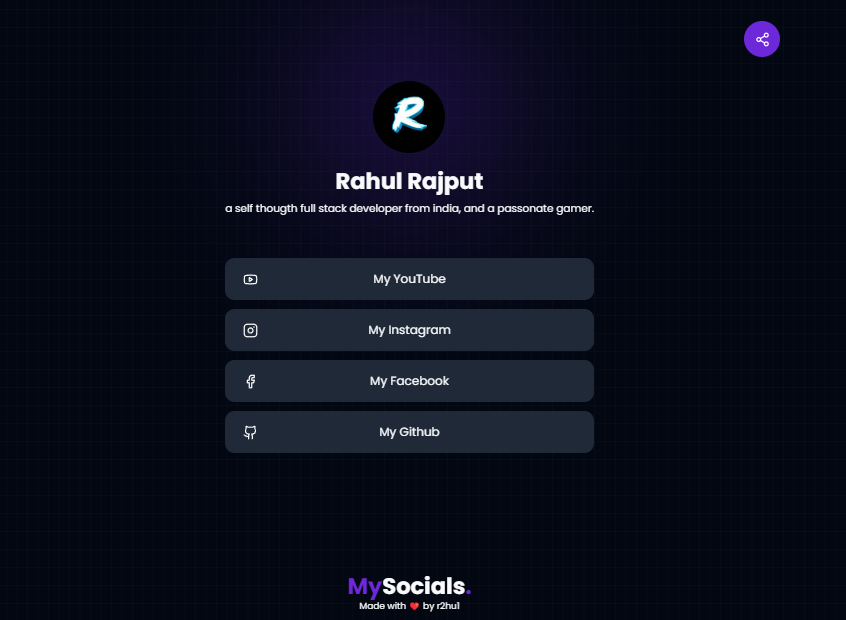 R
Rahul Rajput
a self thougth full stack developer from india, and a passonate gamer.
My YouTube
My Instagram
My Facebook
My Github
MySocials.
Made with ❤️ by r2hu1